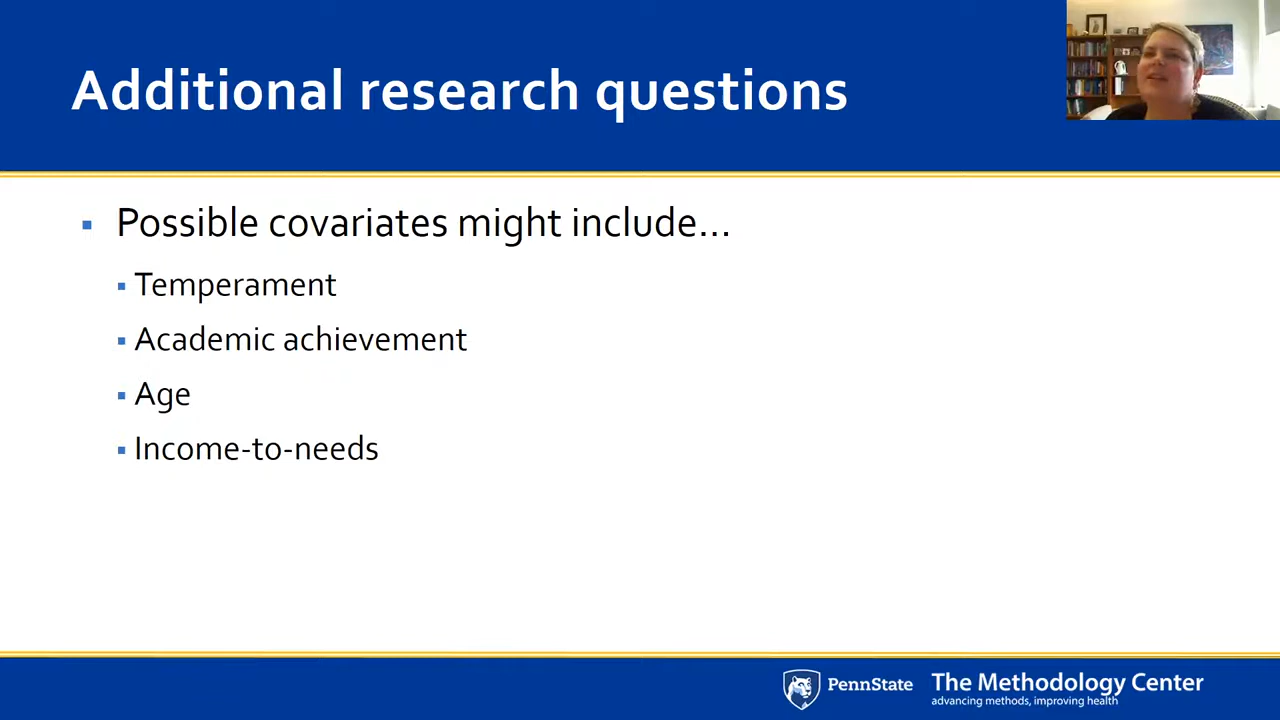 Additional research questions
Possible covariates might include...
Temperament
Academic achievement
Age
Income-to-needs
PennState
The Methodology Center
advancing methods, improving health